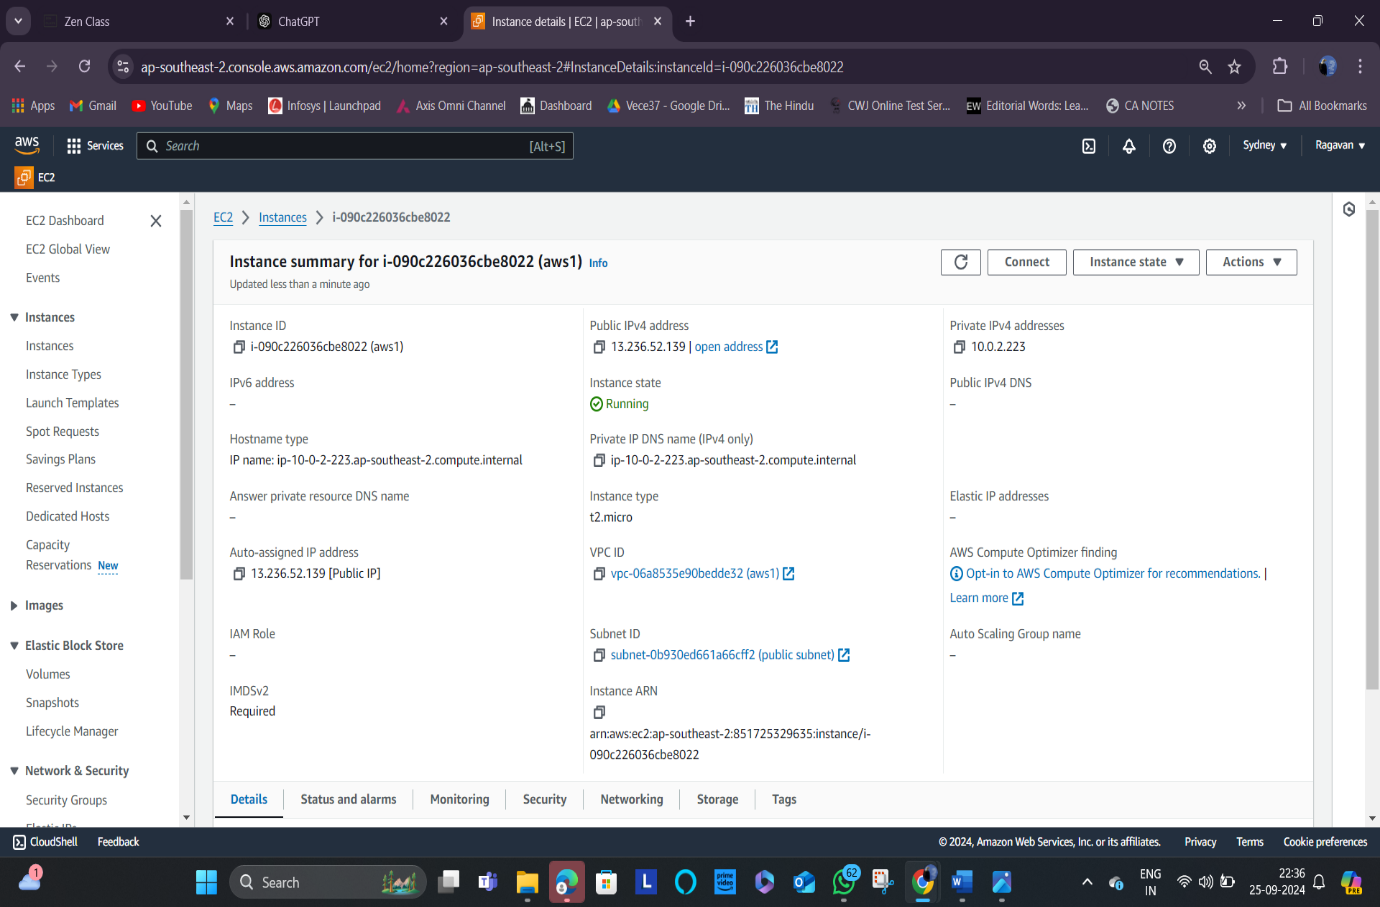 Zen Class
ChatGPT
Instance details | EC2 | ap-south
ap-southeast-2.console.aws.amazon.com/ec2/home?region=ap-southeast-2#InstanceDetails:instanceId=i-090c226036cbe8022
Apps Gmail YouTube Maps Infosys | Launchpad Axis Omni Channel Dashboard Vece37 - Google Dri... The Hindu CWJ Online Test Ser... EW Editorial Words: Lea... CA NOTES » All Bookmarks
aws Services Search [Alt+S] Sydney Ragavan
EC2
EC2 Dashboard
EC2 Global View
Events
Instances
Instances
Instance Types
Launch Templates
Spot Requests
Savings Plans
Reserved Instances
Dedicated Hosts
Capacity
Reservations New
Images
Elastic Block Store
Volumes
Snapshots
Lifecycle Manager
Network & Security
Security Groups
Elastic IPs
EC2 > Instances > i-090c226036cbe8022
Instance summary for i-090c226036cbe8022 (aws1) Info
Updated less than a minute ago
Connect Instance state Actions
Instance ID
i-090c226036cbe8022 (aws1)
Public IPv4 address
13.236.52.139 | open address
Private IPv4 addresses
10.0.2.223
IPv6 address
–
Instance state
Running
Public IPv4 DNS
–
Hostname type
IP name: ip-10-0-2-223.ap-southeast-2.compute.internal
Private IP DNS name (IPv4 only)
ip-10-0-2-223.ap-southeast-2.compute.internal
Answer private resource DNS name
–
Instance type
t2.micro
Elastic IP addresses
–
Auto-assigned IP address
13.236.52.139 [Public IP]
VPC ID
vpc-06a8535e90bedde32 (aws1)
AWS Compute Optimizer finding
Opt-in to AWS Compute Optimizer for recommendations. |
Learn more
IAM Role
–
Subnet ID
subnet-0b930ed661a66cff2 (public subnet)
Auto Scaling Group name
–
IMDSv2
Required
Instance ARN
arn:aws:ec2:ap-southeast-2:851725329635:instance/i-
090c226036cbe8022
Details Status and alarms Monitoring Security Networking Storage Tags
CloudShell Feedback © 2024, Amazon Web Services, Inc. or its affiliates. Privacy Terms Cookie preferences
1 Search L prime video 62 W ENG IN 22:36 25-09-2024 PRE